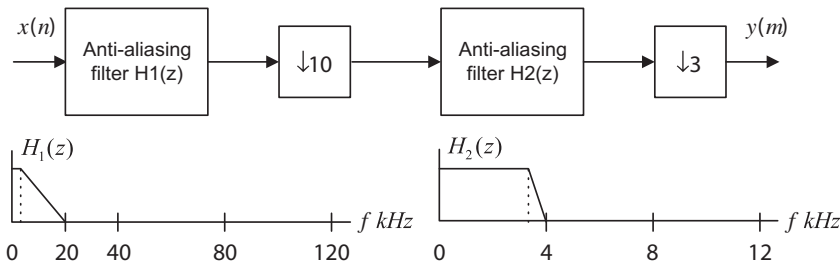 x(n)
Anti-aliasing
filter H1(z)
↓10
Anti-aliasing
filter H2(z)
↓3
y(m)
H₁(z)
f kHz
0 20 40 80 120
H₂(z)
f kHz
0 4 8 12